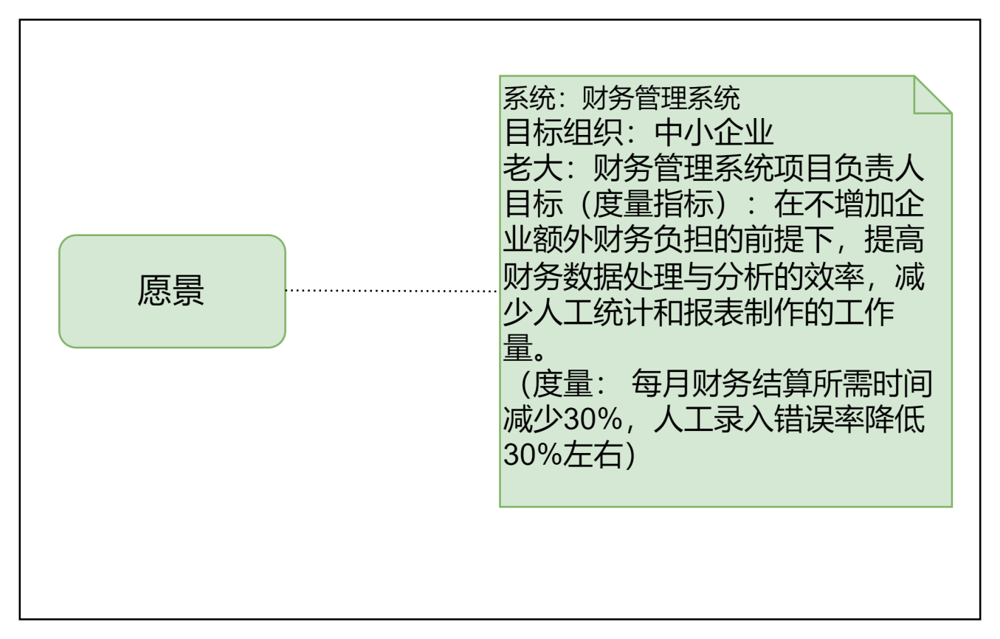 愿景
系统：财务管理系统
目标组织：中小企业
老大：财务管理系统项目负责人
目标（度量指标）：在不增加企
业额外财务负担的前提下，提高
财务数据处理与分析的效率，减
少人工统计和报表制作的工作
量。
（度量： 每月财务结算所需时间
减少30%，人工录入错误率降低
30%左右）